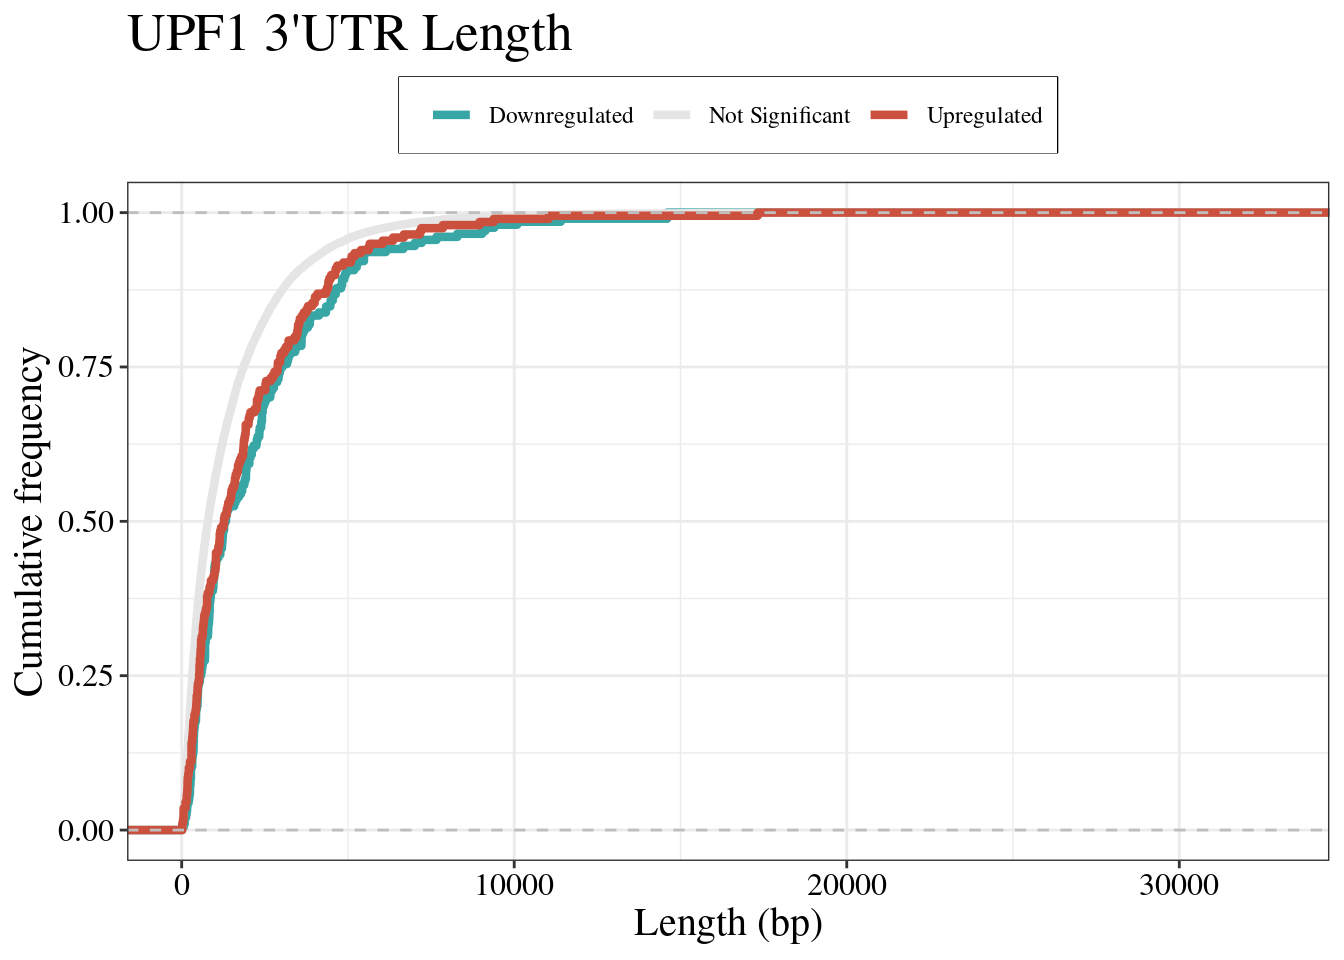 UPF1 3'UTR Length
Downregulated Not Significant Upregulated
Cumulative frequency
1.00
0.75
0.50
0.25
0.00
0 10000 20000 30000
Length (bp)